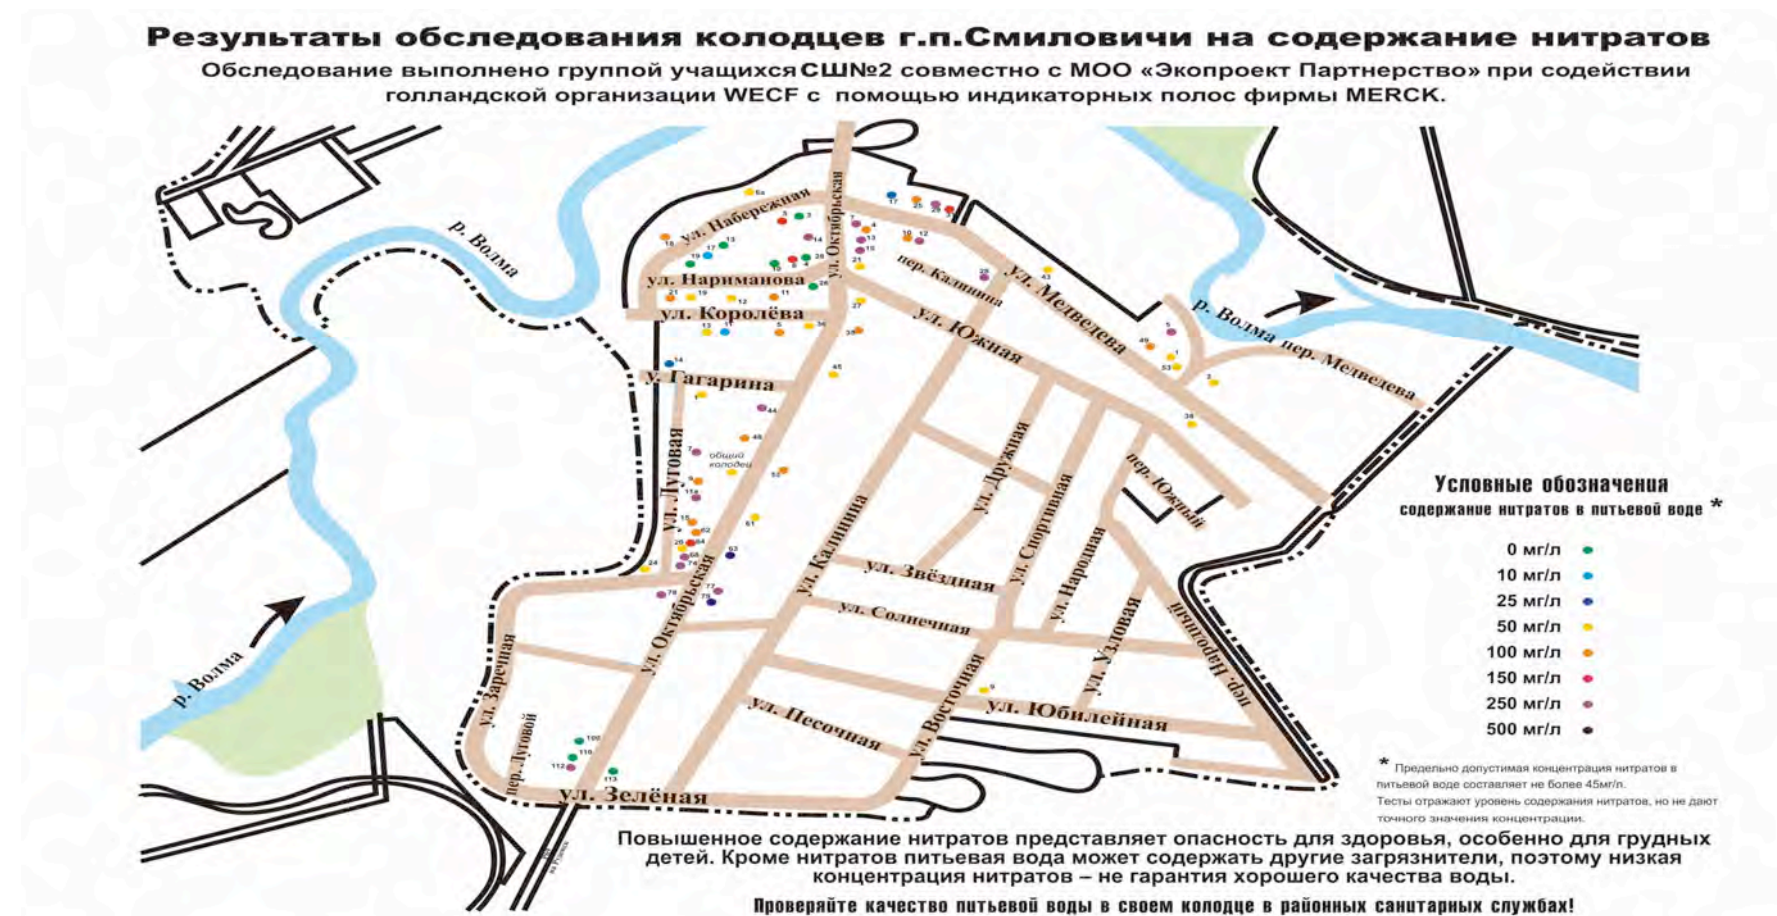 Результаты обследования колодцев г.п.Смиловичи на содержание нитратов
Обследование выполнено группой учащихся СШ№2 совместно с МОО «Экопроект Партнерство» при содействии
голландской организации WECF с помощью индикаторных полос фирмы MERCK.
р. Волма
ул. Набережная
ул. Октябрьская
ул. Нариманова
ул. Королёва
пер. Калинина
ул. Медведева
ул. Южная
р. Волма
пер. Медведева
у. Гагарина
ул. Луговая
общий
колодец
ул. Дружная
ул. Спортивная
пер. Южный
ул. Калинина
ул. Народная
ул. Звёздная
ул. Солнечная
ул. Узловая
пер. Народный
ул. Октябрьская
ул. Заречная
р. Волма
пер. Луговой
ул. Песочная
ул. Восточная
ул. Юбилейная
ул. Зелёная
Условные обозначения
содержание нитратов в питьевой воде *
0 мг/л
10 мг/л
25 мг/л
50 мг/л
100 мг/л
150 мг/л
250 мг/л
500 мг/л
* Предельно допустимая концентрация нитратов в
питьевой воде составляет не более 45мг/л.
Тесты отражают уровень содержания нитратов, но не дают
точного значения концентрации.
Повышенное содержание нитратов представляет опасность для здоровья, особенно для грудных
детей. Кроме нитратов питьевая вода может содержать другие загрязнители, поэтому низкая
концентрация нитратов – не гарантия хорошего качества воды.
Проверяйте качество питьевой воды в своем колодце в районных санитарных службах!